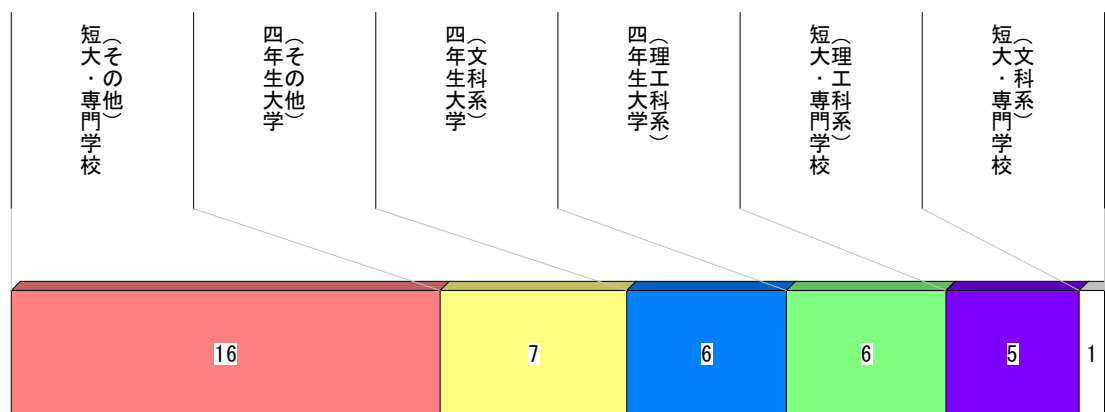 短大・専門学校
（その他）
四年生大学
（その他）
四年生大学
（文科系）
四年生大学
（理工科系）
短大・専門学校
（理工科系）
短大・専門学校
（文科系）
16
7
6
6
5
1